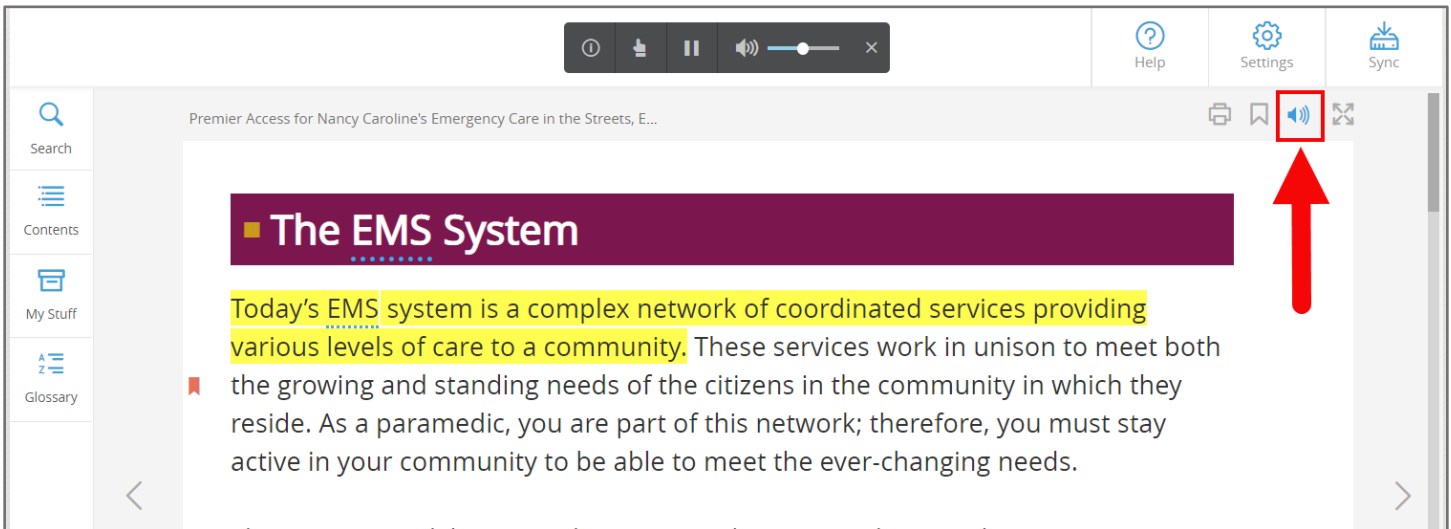 Help
Settings
Sync
Search
Contents
My Stuff
A
Z
Glossary
Premier Access for Nancy Caroline's Emergency Care in the Streets, E...
The EMS System
Today's EMS system is a complex network of coordinated services providing
various levels of care to a community. These services work in unison to meet both
the growing and standing needs of the citizens in the community in which they
reside. As a paramedic, you are part of this network; therefore, you must stay
active in your community to be able to meet the ever-changing needs.